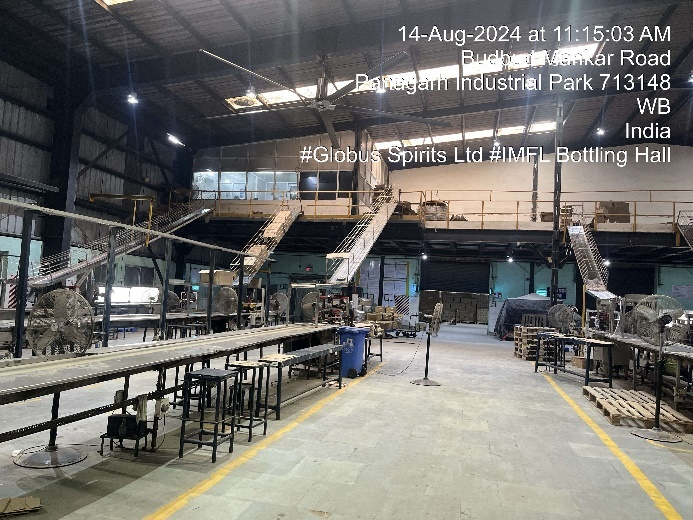 14-Aug-2024 at 11:15:03 AM
Budbud Mankar Road
Panagarh Industrial Park 713148
WB
India
#Globus Spirits Ltd #IMFL Bottling Hall